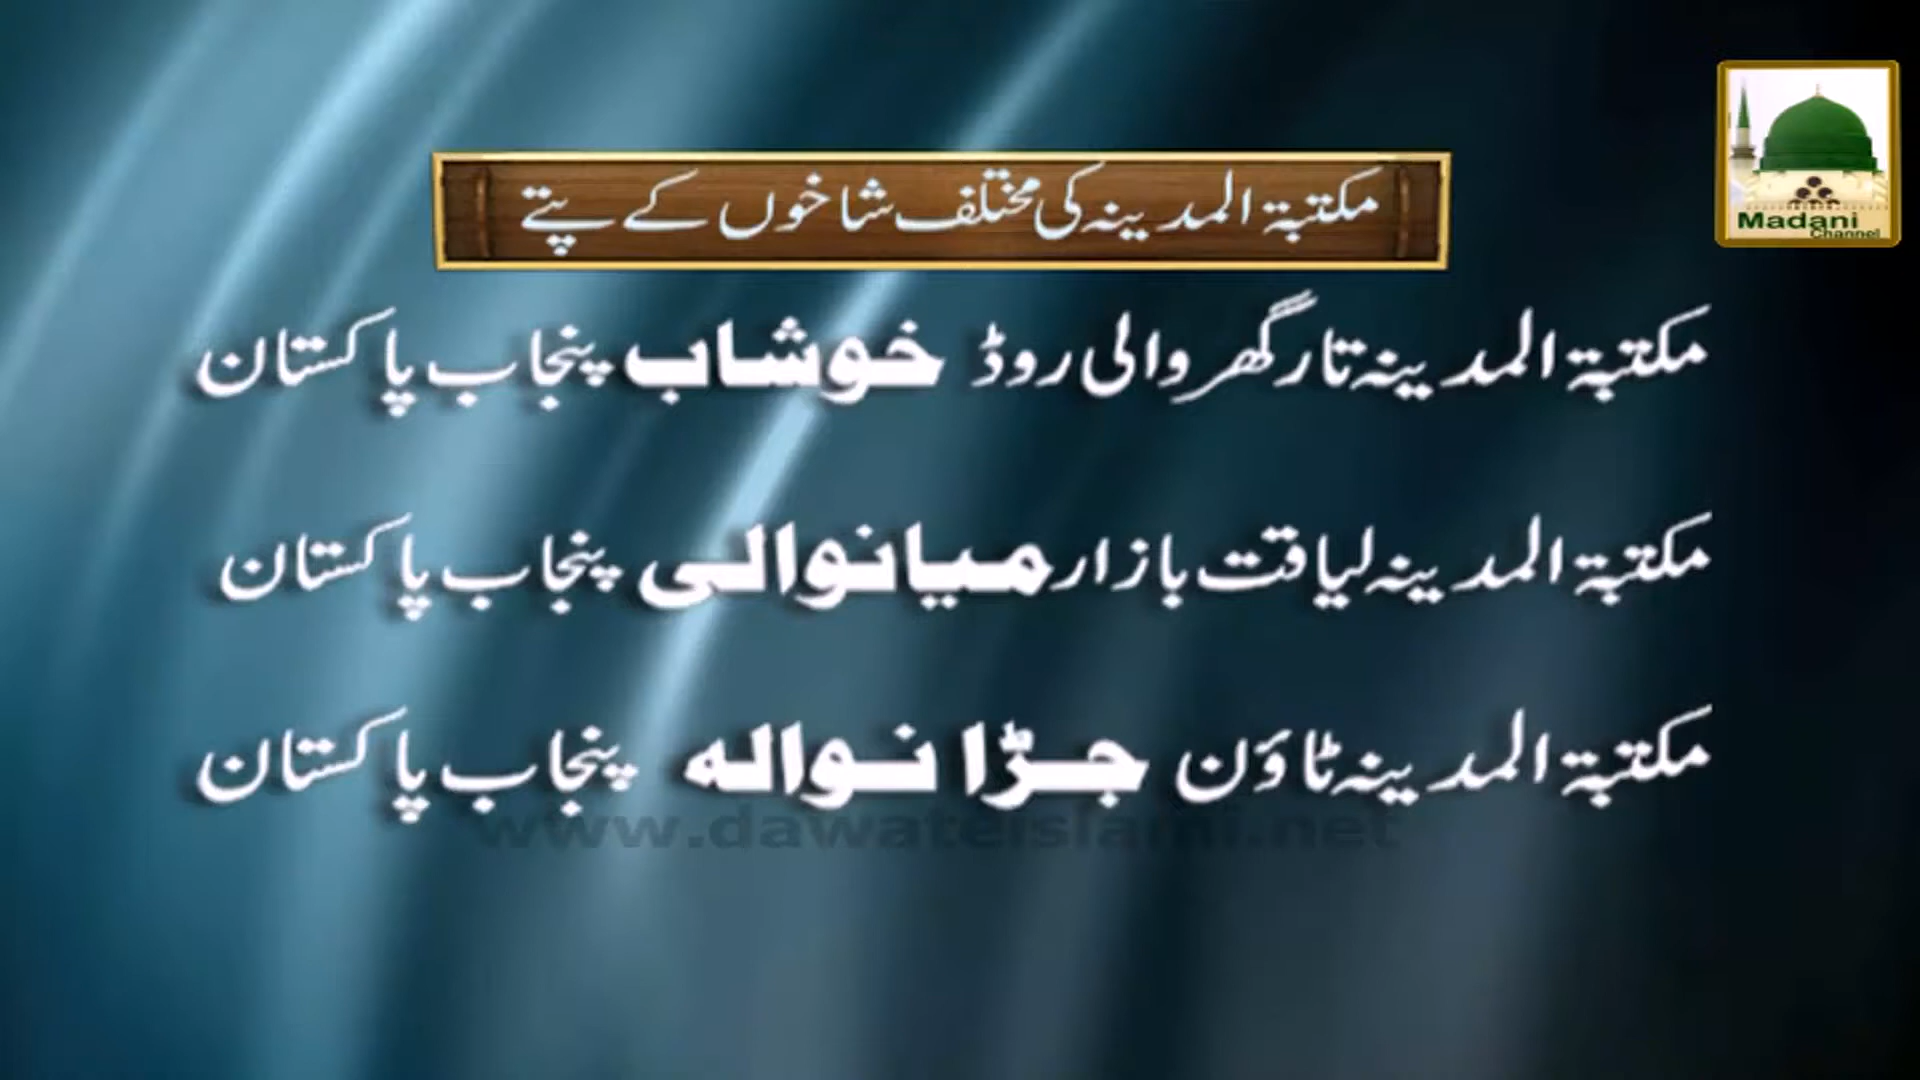 مکتبۃ المدینہ کی مختلف شاخوں کے پتے
Madani
Channel
مکتبۃ المدینہ تار گھر والی روڈ خوشاب پنجاب پاکستان
مکتبۃ المدینہ لیاقت بازار میانوالی پنجاب پاکستان
مکتبۃ المدینہ ٹاؤن جڑانوالہ پنجاب پاکستان
www.dawateislami.net